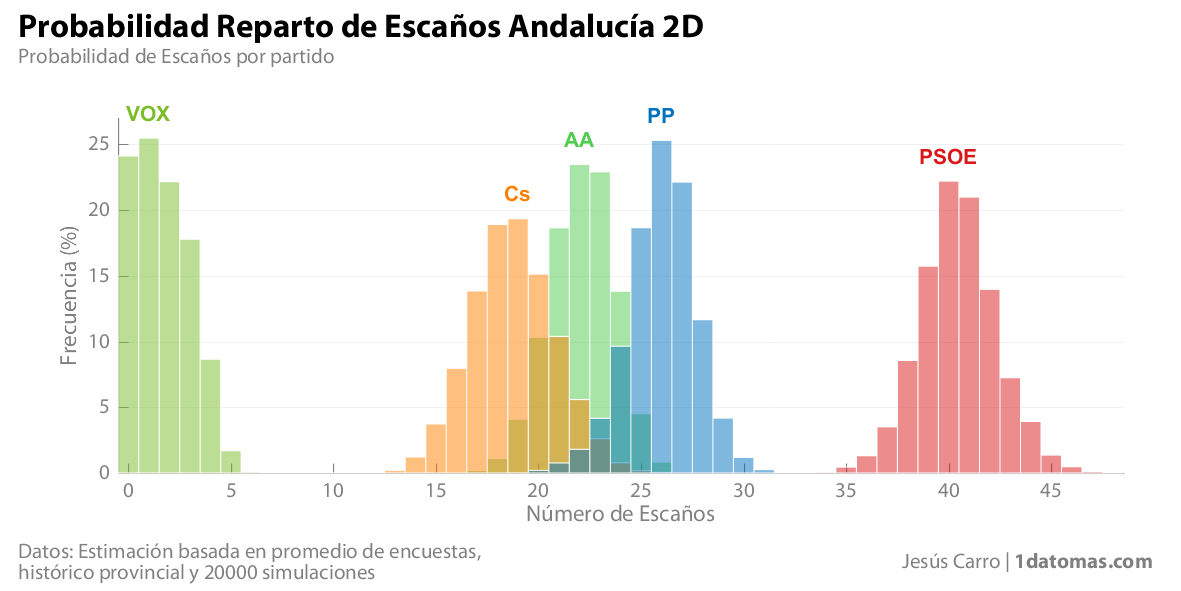 Probabilidad Reparto de Escaños Andalucía 2D
Probabilidad de Escaños por partido
VOX
PP
AA
PSOE
Cs
25
20
15
10
5
0
Frecuencia (%)
0 5 10 15 20 25 30 35 40 45
Número de Escaños
Datos: Estimación basada en promedio de encuestas,
histórico provincial y 20000 simulaciones
Jesús Carro | 1datomas.com